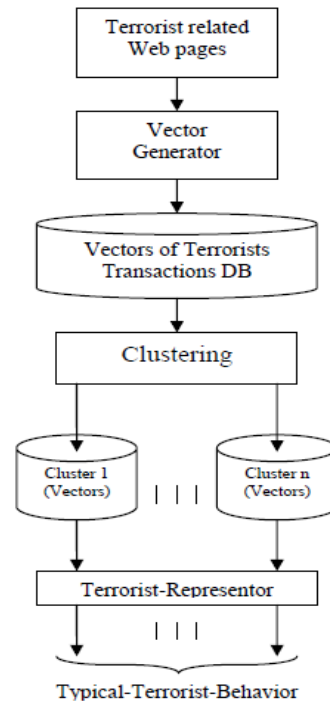 Terrorist related
Web pages
Vector
Generator
Vectors of Terrorists
Transactions DB
Clustering
Cluster 1
(Vectors)
Cluster n
(Vectors)
Terrorist-Representor
Typical-Terrorist-Behavior